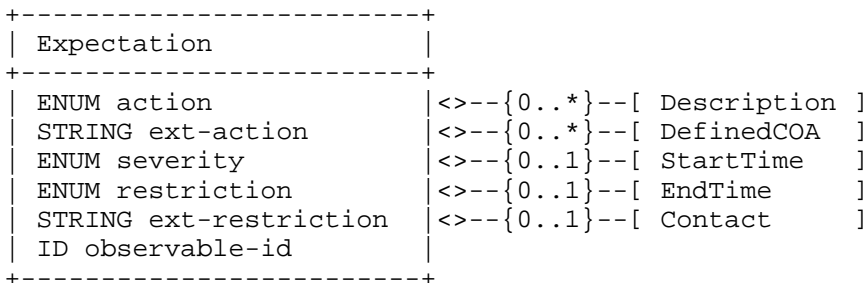 +-------------------------+
| Expectation             |
+-------------------------+
| ENUM action             |<>--{0..*}--[ Description ]
| STRING ext-action       |<>--{0..*}--[ DefinedCOA  ]
| ENUM severity           |<>--{0..1}--[ StartTime   ]
| ENUM restriction        |<>--{0..1}--[ EndTime     ]
| STRING ext-restriction  |<>--{0..1}--[ Contact     ]
| ID observable-id        |
+-------------------------+